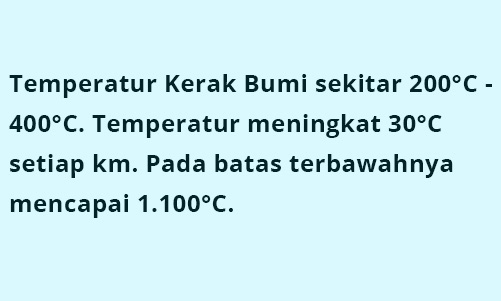 Temperatur Kerak Bumi sekitar 200°C -
400°C. Temperatur meningkat 30°C
setiap km. Pada batas terbawahnya
mencapai 1.100°C.